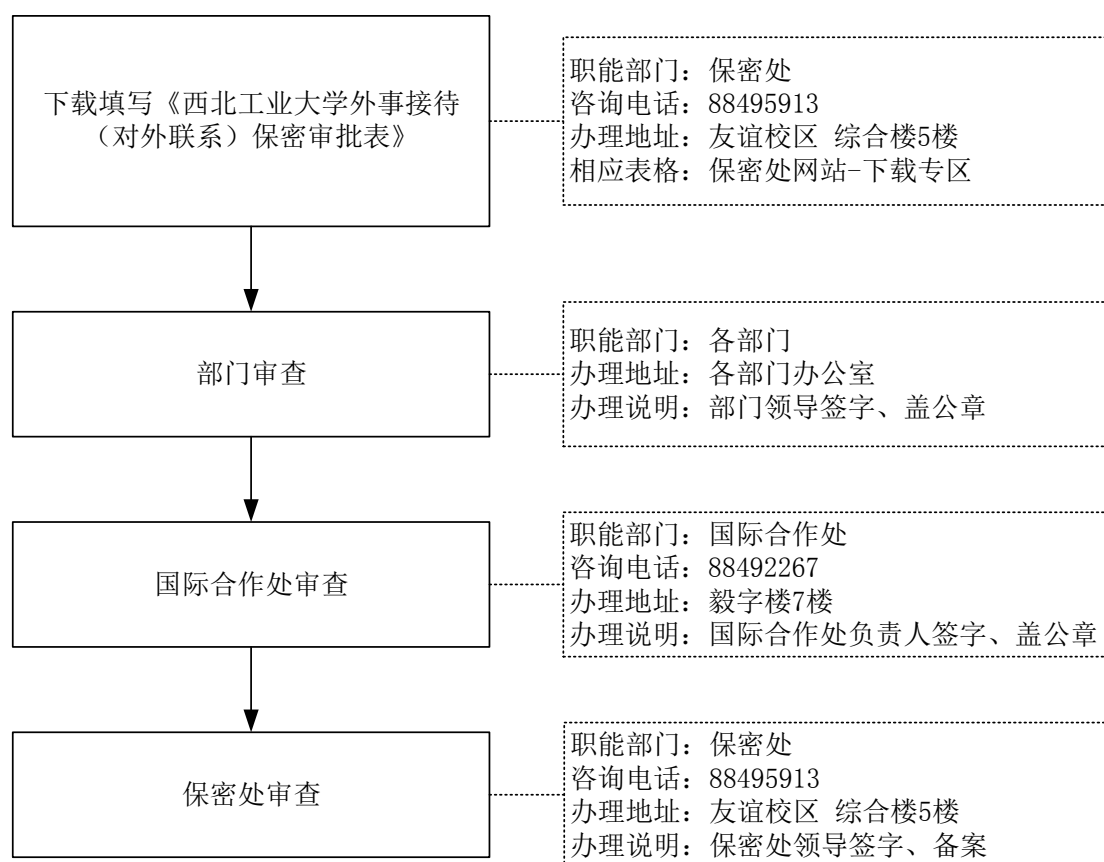 下载填写《西北工业大学外事接待
（对外联系）保密审批表》
职能部门：保密处
咨询电话：88495913
办理地址：友谊校区 综合楼5楼
相应表格：保密处网站-下载专区
部门审查
职能部门：各部门
办理地址：各部门办公室
办理说明：部门领导签字、盖公章
国际合作处审查
职能部门：国际合作处
咨询电话：88492267
办理地址：毅字楼7楼
办理说明：国际合作处负责人签字、盖公章
保密处审查
职能部门：保密处
咨询电话：88495913
办理地址：友谊校区 综合楼5楼
办理说明：保密处领导签字、备案